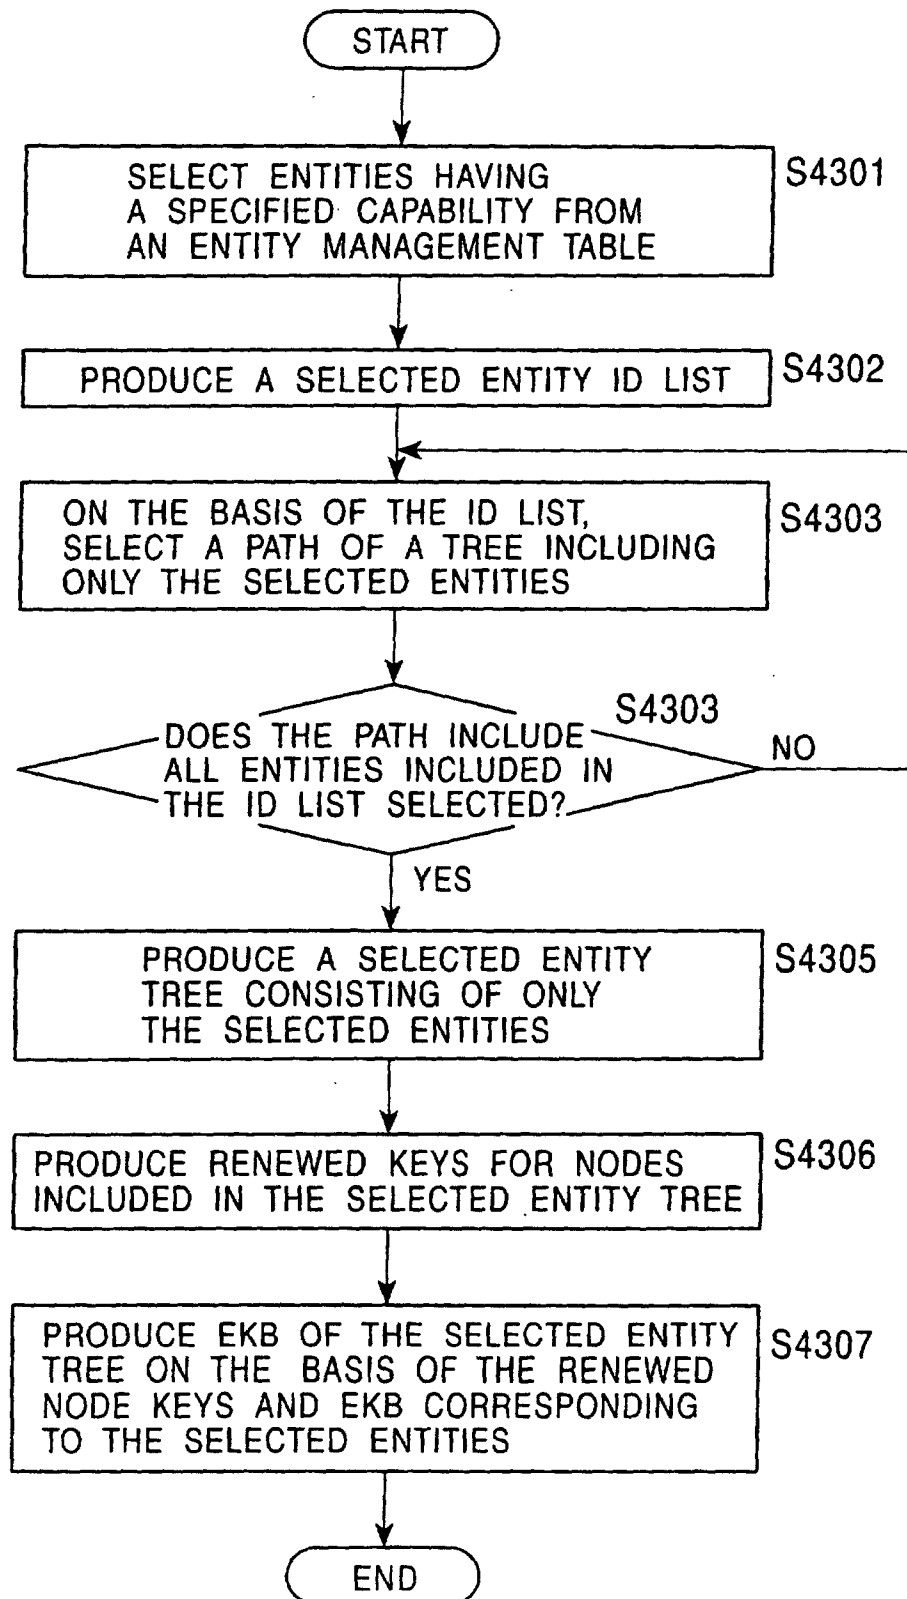 START
SELECT ENTITIES HAVING
A SPECIFIED CAPABILITY FROM
AN ENTITY MANAGEMENT TABLE
S4301
PRODUCE A SELECTED ENTITY ID LIST
S4302
ON THE BASIS OF THE ID LIST,
SELECT A PATH OF A TREE INCLUDING
ONLY THE SELECTED ENTITIES
S4303
S4303
DOES THE PATH INCLUDE
ALL ENTITIES INCLUDED IN
THE ID LIST SELECTED?
NO
YES
PRODUCE A SELECTED ENTITY
TREE CONSISTING OF ONLY
THE SELECTED ENTITIES
S4305
PRODUCE RENEWED KEYS FOR NODES
INCLUDED IN THE SELECTED ENTITY TREE
S4306
PRODUCE EKB OF THE SELECTED ENTITY
TREE ON THE BASIS OF THE RENEWED
NODE KEYS AND EKB CORRESPONDING
TO THE SELECTED ENTITIES
S4307
END